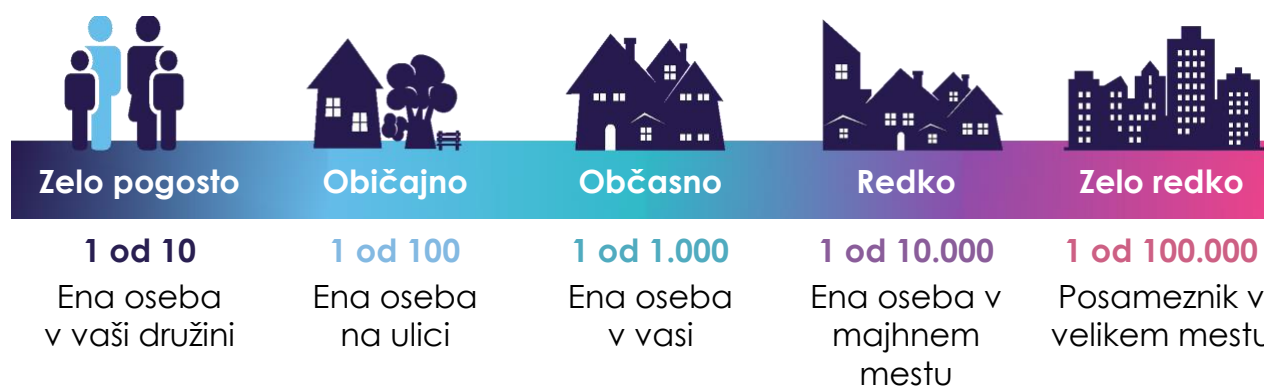 Zelo pogosto
Običajno
Občasno
Redko
Zelo redko
1 od 10
1 od 100
1 od 1.000
1 od 10.000
1 od 100.000
Ena oseba
v vaši družini
Ena oseba
na ulici
Ena oseba
v vasi
Ena oseba v
majhnem
mestu
Posameznik v
velikem mestu